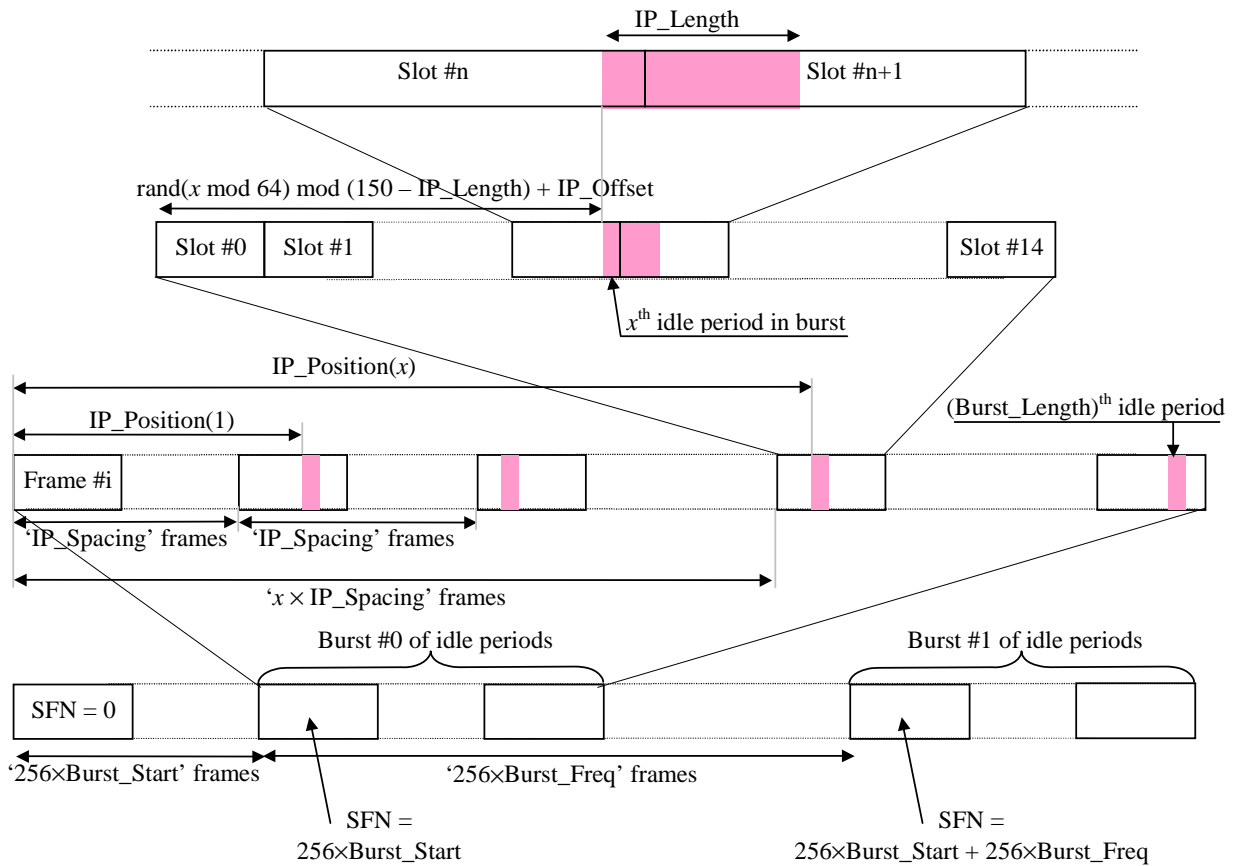 IP_Length
Slot #n
Slot #n+1
rand(x mod 64) mod (150 – IP_Length) + IP_Offset
Slot #0
Slot #1
Slot #14
xth idle period in burst
IP_Position(x)
(Burst_Length)th idle period
IP_Position(1)
Frame #i
‘IP_Spacing’ frames
‘IP_Spacing’ frames
‘x × IP_Spacing’ frames
Burst #0 of idle periods
Burst #1 of idle periods
SFN = 0
‘256×Burst_Start’ frames
‘256×Burst_Freq’ frames
SFN =
256×Burst_Start
SFN =
256×Burst_Start + 256×Burst_Freq